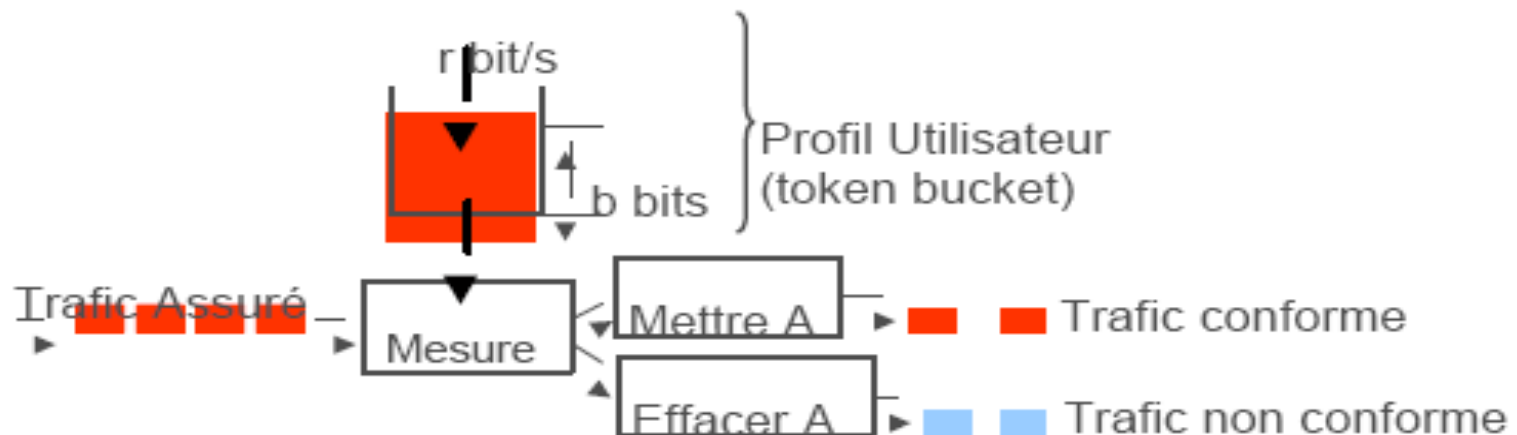 r bit/s
Profil Utilisateur
(token bucket)
b bits
Trafic Assuré
Mesure
Mettre A
Trafic conforme
Effacer A
Trafic non conforme